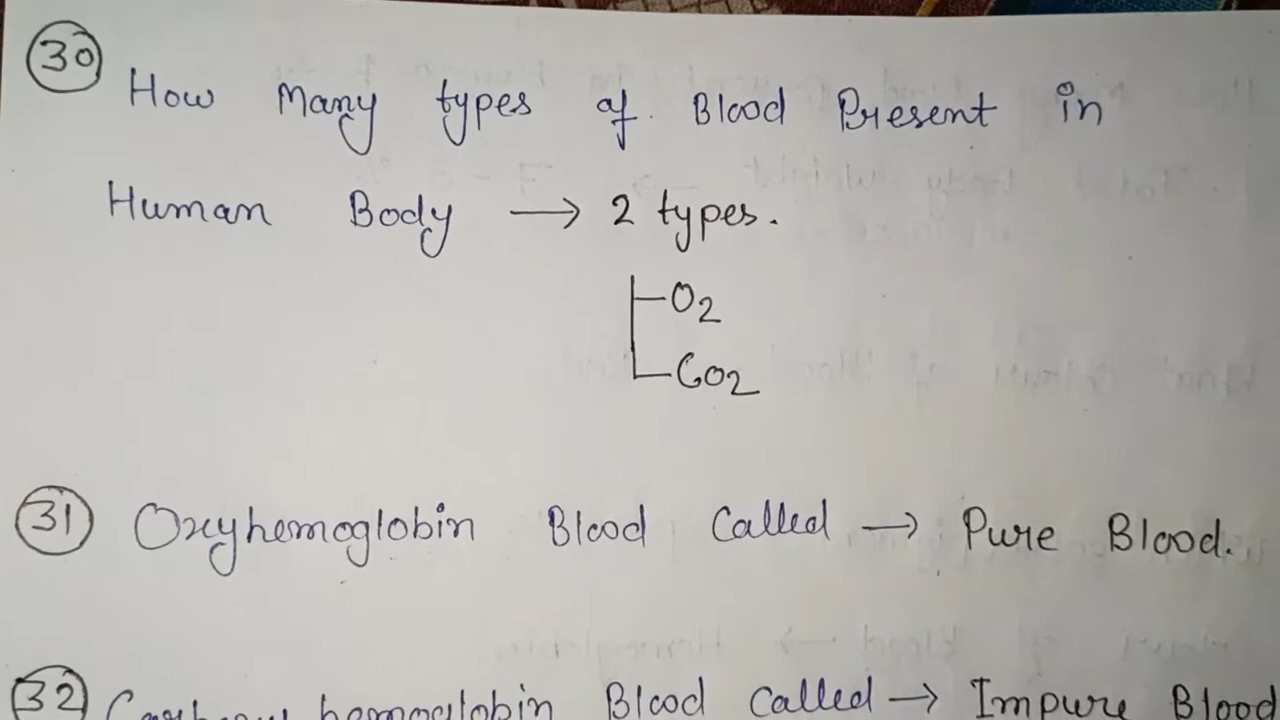 30
How Many types of Blood Present in
Human Body → 2 types.
O2
CO2
31 Oxyhemoglobin Blood Called → Pure Blood.
32 hemoglobin Blood Called → Impure Blood